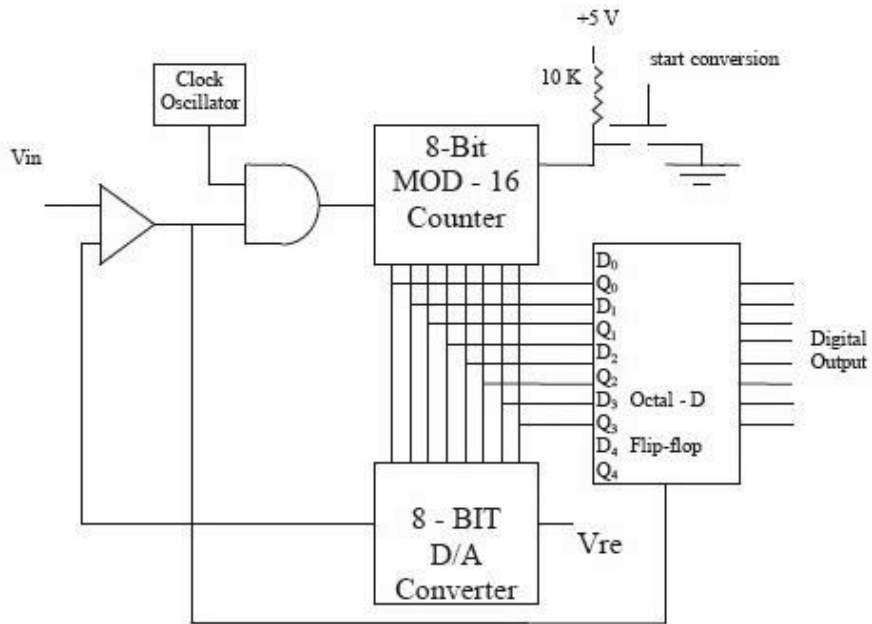 +5 V
start conversion
10 K
Clock
Oscillator
Vin
8-Bit
MOD - 16
Counter
D₀
Q₀
D₁
Q₁
D₂
Q₂
D₃ Octal - D
Q₃
D₄ Flip-flop
Q₄
Digital
Output
8 - BIT
D/A
Converter
Vre